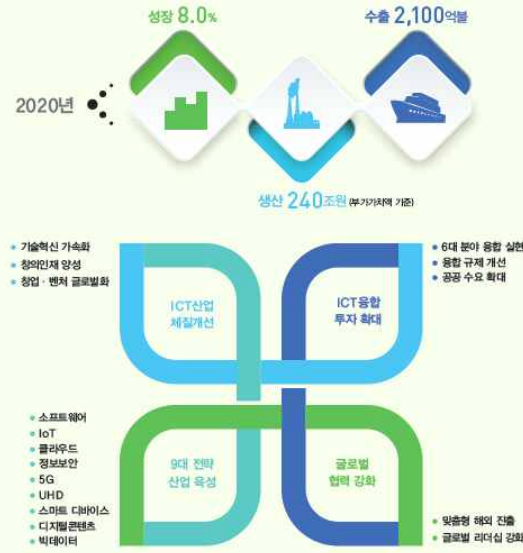 성장 8.0%
수출 2,100억불
2020년
생산 240조원 (부가가치액 기준)
기술혁신 가속화
창의인재 양성
창업·벤처 글로벌화
6대 분야 융합 실현
융합 규제 개선
공공 수요 확대
ICT산업
체질개선
ICT융합
투자 확대
소프트웨어
IoT
클라우드
정보보안
5G
UHD
스마트 디바이스
디지털콘텐츠
빅데이터
9대 전략
산업 육성
글로벌
협력 강화
맞춤형 해외 진출
글로벌 리더십 강화